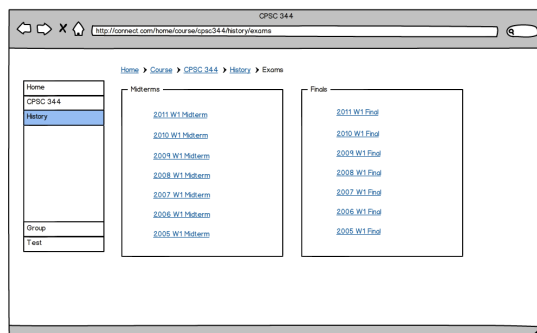 CPSC 344
http://connect.com/home/course/cpsc344/history/exams
Home > Course > CPSC 344 > History > Exams
Home
CPSC 344
History
Group
Test
Midterms
2011 W1 Midterm
2010 W1 Midterm
2009 W1 Midterm
2008 W1 Midterm
2007 W1 Midterm
2006 W1 Midterm
2005 W1 Midterm
Finals
2011 W1 Final
2010 W1 Final
2009 W1 Final
2008 W1 Final
2007 W1 Final
2006 W1 Final
2005 W1 Final